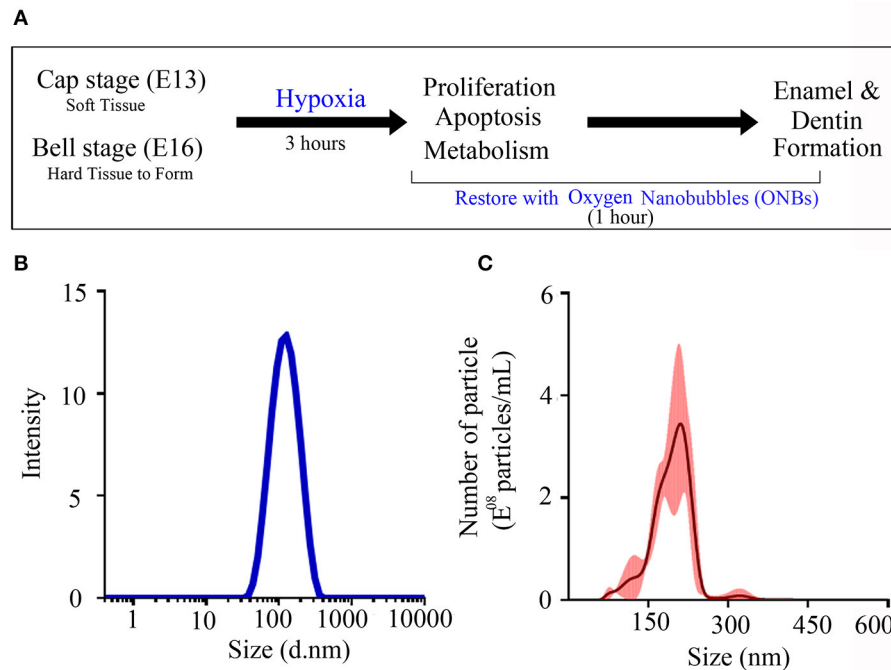 A
Cap stage (E13)
Soft Tissue
Bell stage (E16)
Hard Tissue to Form
Hypoxia
3 hours
Proliferation
Apoptosis
Metabolism
Enamel &
Dentin
Formation
Restore with Oxygen Nanobubbles (ONBs)
(1 hour)
B
15
10
5
0
Intensity
1 10 100 1000 10000
Size (d.nm)
C
6
4
2
0
Number of particle
(E08 particles/mL)
150 300 450 600
Size (nm)